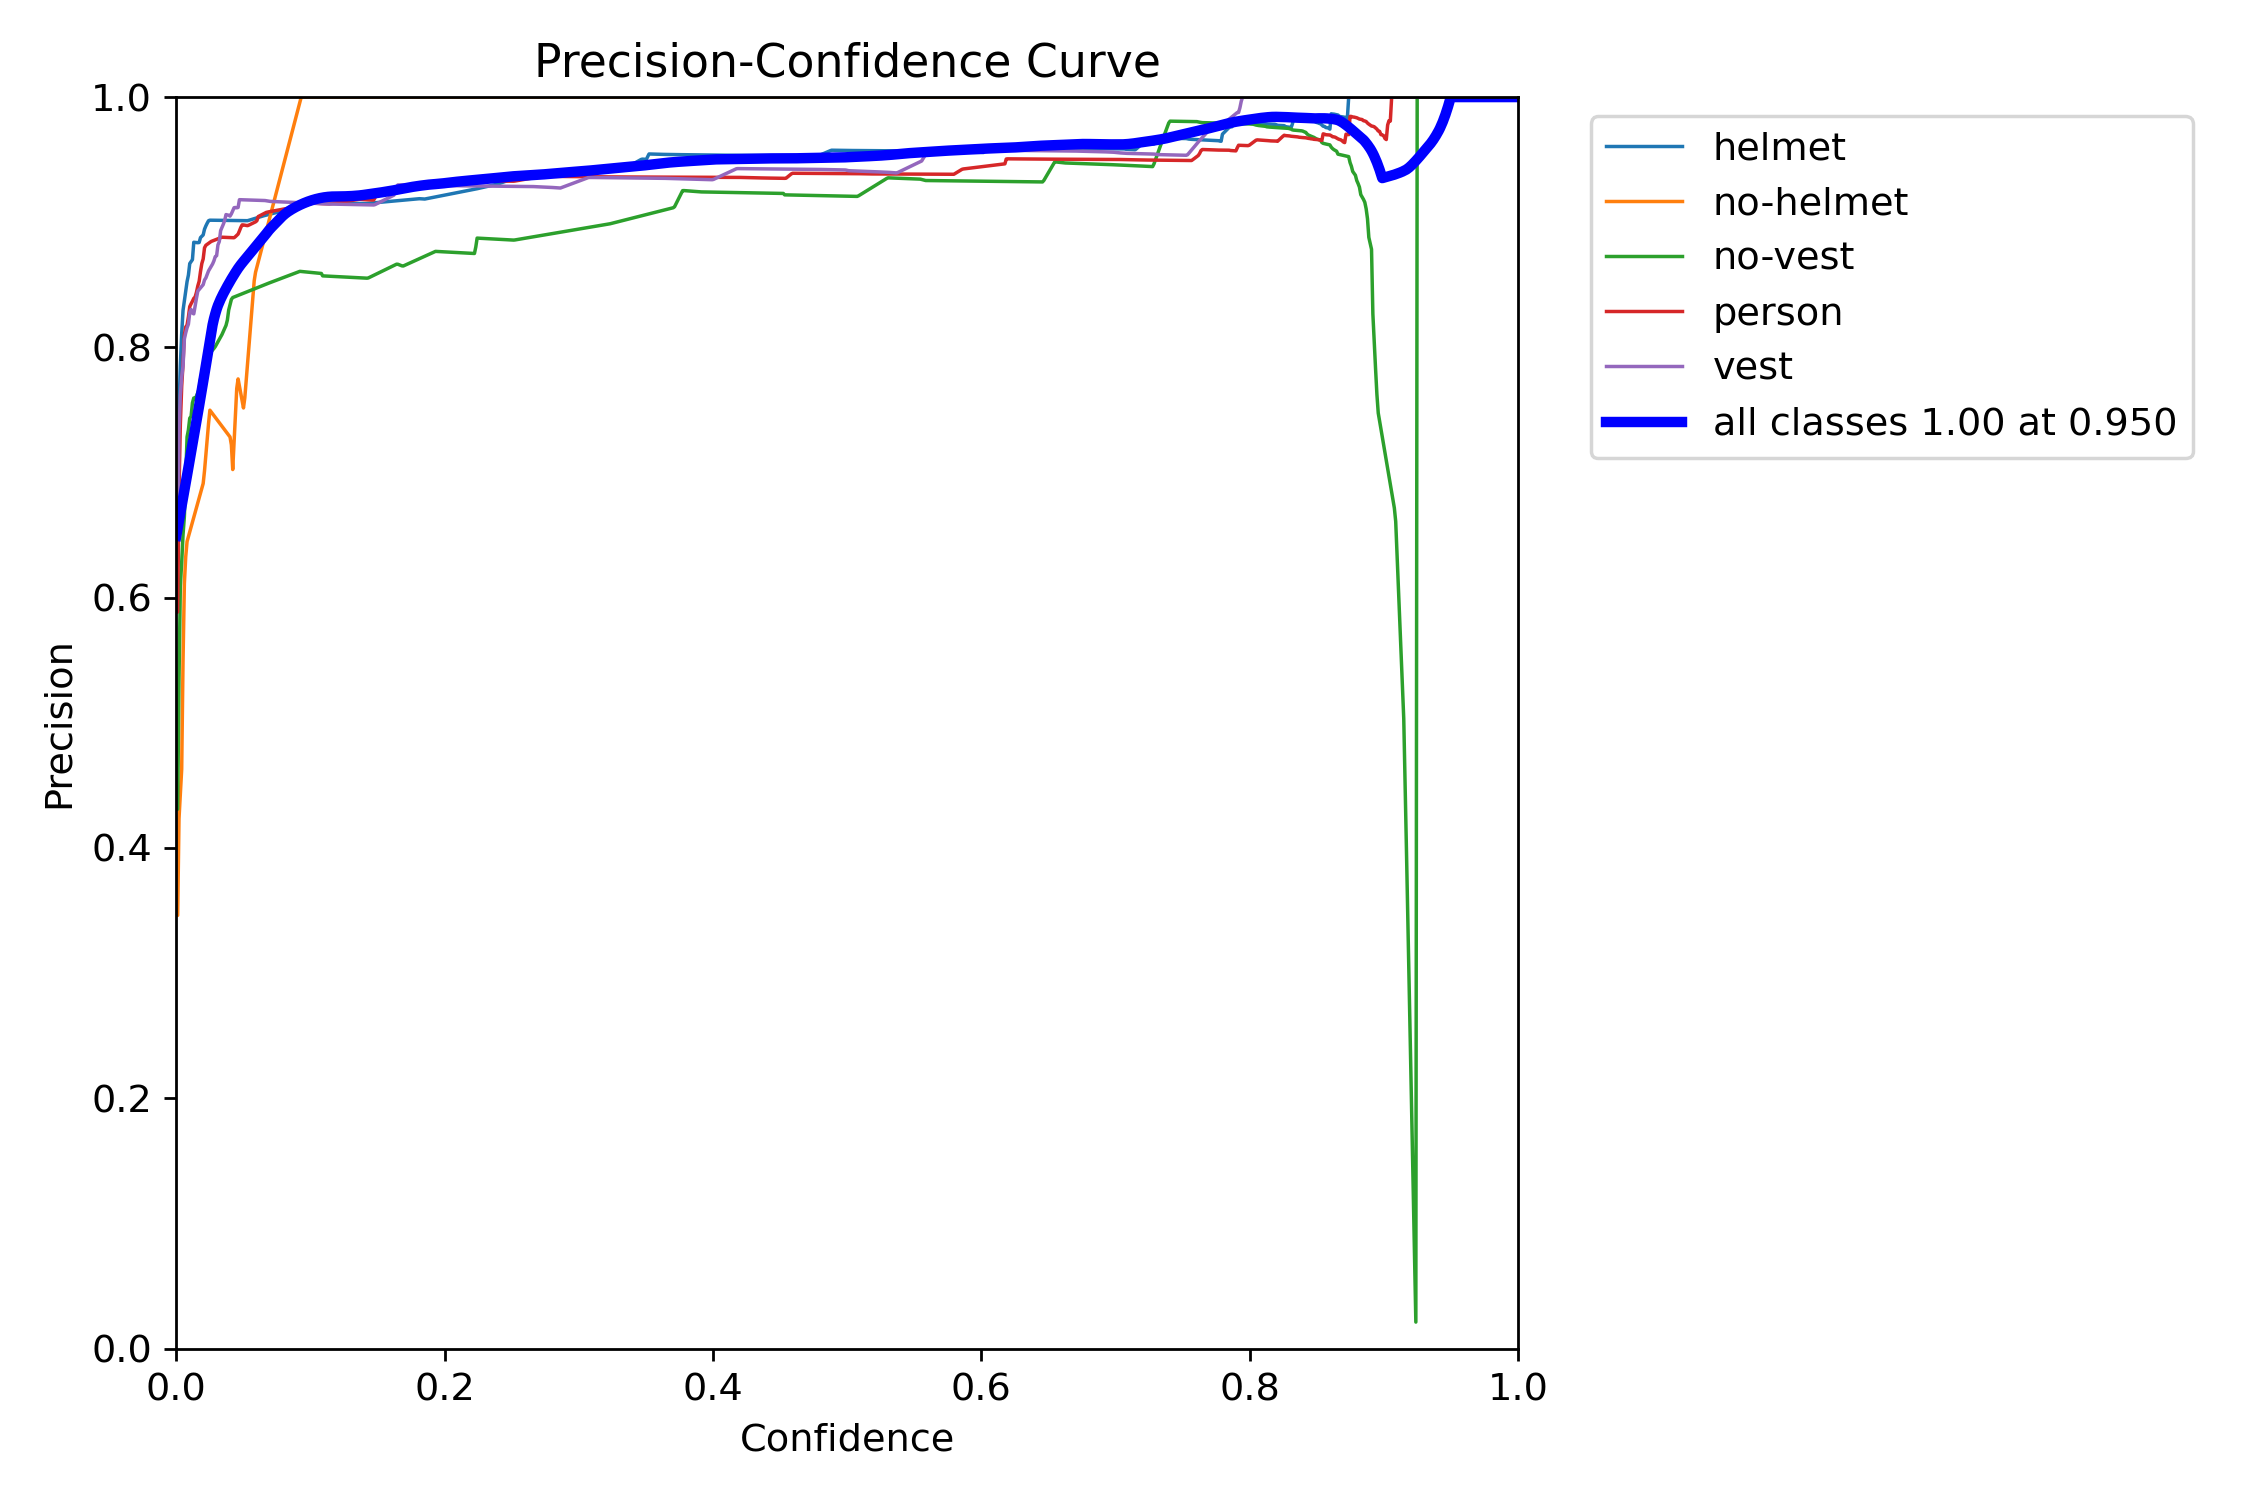 Precision-Confidence Curve
1.0
0.8
0.6
0.4
0.2
0.0
Precision
0.0 0.2 0.4 0.6 0.8 1.0
Confidence
helmet
no-helmet
no-vest
person
vest
all classes 1.00 at 0.950